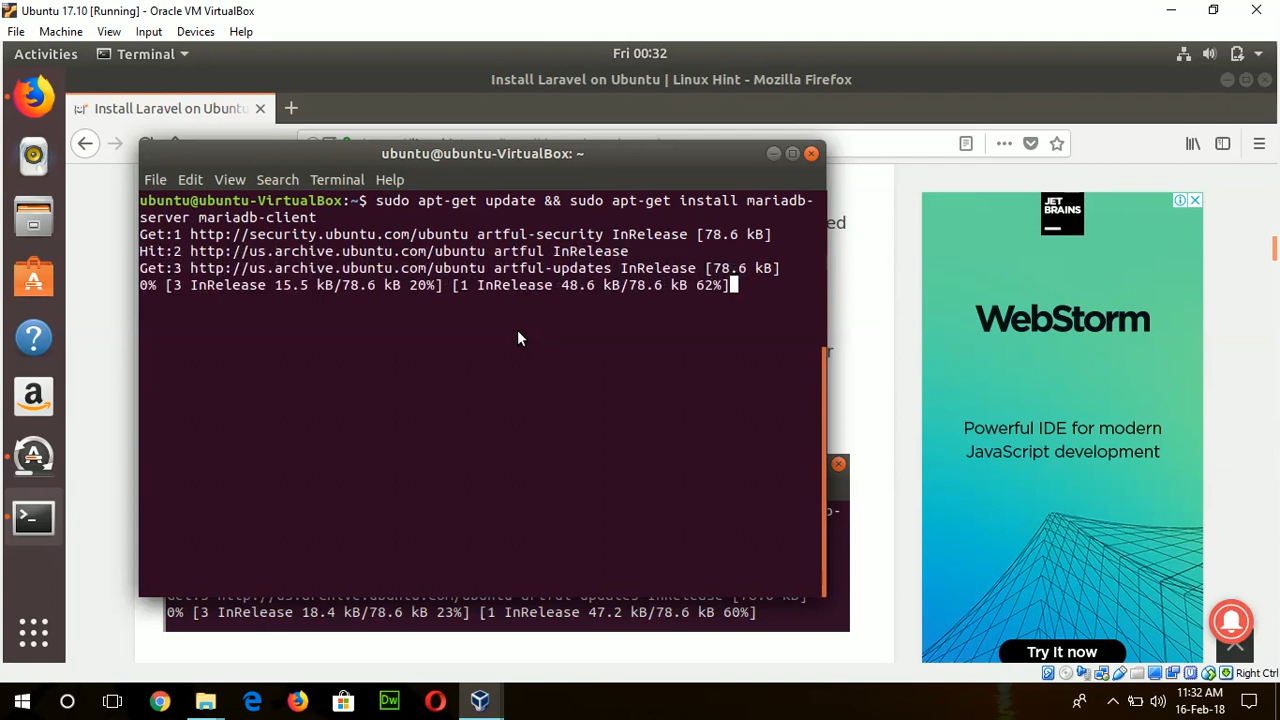 Ubuntu 17.10 [Running] - Oracle VM VirtualBox
File Machine View Input Devices Help
Activities Terminal Fri 00:32
Install Laravel on Ubuntu | Linux Hint - Mozilla Firefox
Install Laravel on Ubuntu
ubuntu@ubuntu-VirtualBox: ~
File Edit View Search Terminal Help
ubuntu@ubuntu-VirtualBox:~$ sudo apt-get update && sudo apt-get install mariadb-
server mariadb-client
Get:1 http://security.ubuntu.com/ubuntu artful-security InRelease [78.6 kB]
Hit:2 http://us.archive.ubuntu.com/ubuntu artful InRelease
Get:3 http://us.archive.ubuntu.com/ubuntu artful-updates InRelease [78.6 kB]
0% [3 InRelease 15.5 kB/78.6 kB 20%] [1 InRelease 48.6 kB/78.6 kB 62%]
ed
r
o-
0% [3 InRelease 18.4 kB/78.6 kB 23%] [1 InRelease 47.2 kB/78.6 kB 60%]
JET
BRAINS
WebStorm
Powerful IDE for modern
JavaScript development
Try it now
Right Ctrl
Dw
11:32 AM
16-Feb-18